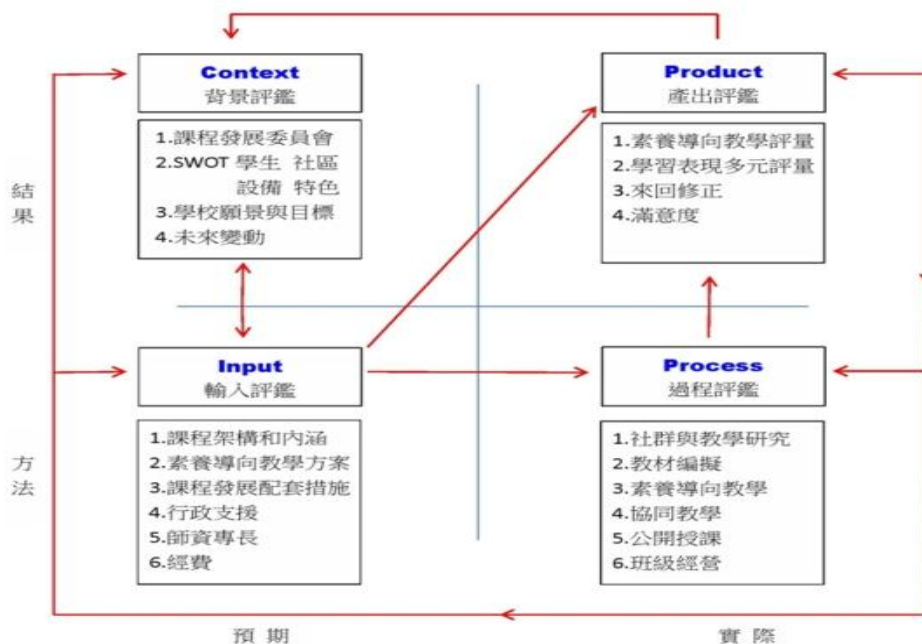 Context
背景評鑑
1.課程發展委員會
2.SWOT 學生 社區
設備 特色
3.學校願景與目標
4.未來變動
Product
產出評鑑
1.素養導向教學評量
2.學習表現多元評量
3.來回修正
4.滿意度
結果
Input
輸入評鑑
1.課程架構和內涵
2.素養導向教學方案
3.課程發展配套措施
4.行政支援
5.師資專長
6.經費
Process
過程評鑑
1.社群與教學研究
2.教材編擬
3.素養導向教學
4.協同教學
5.公開授課
6.班級經營
方法
預期
實際